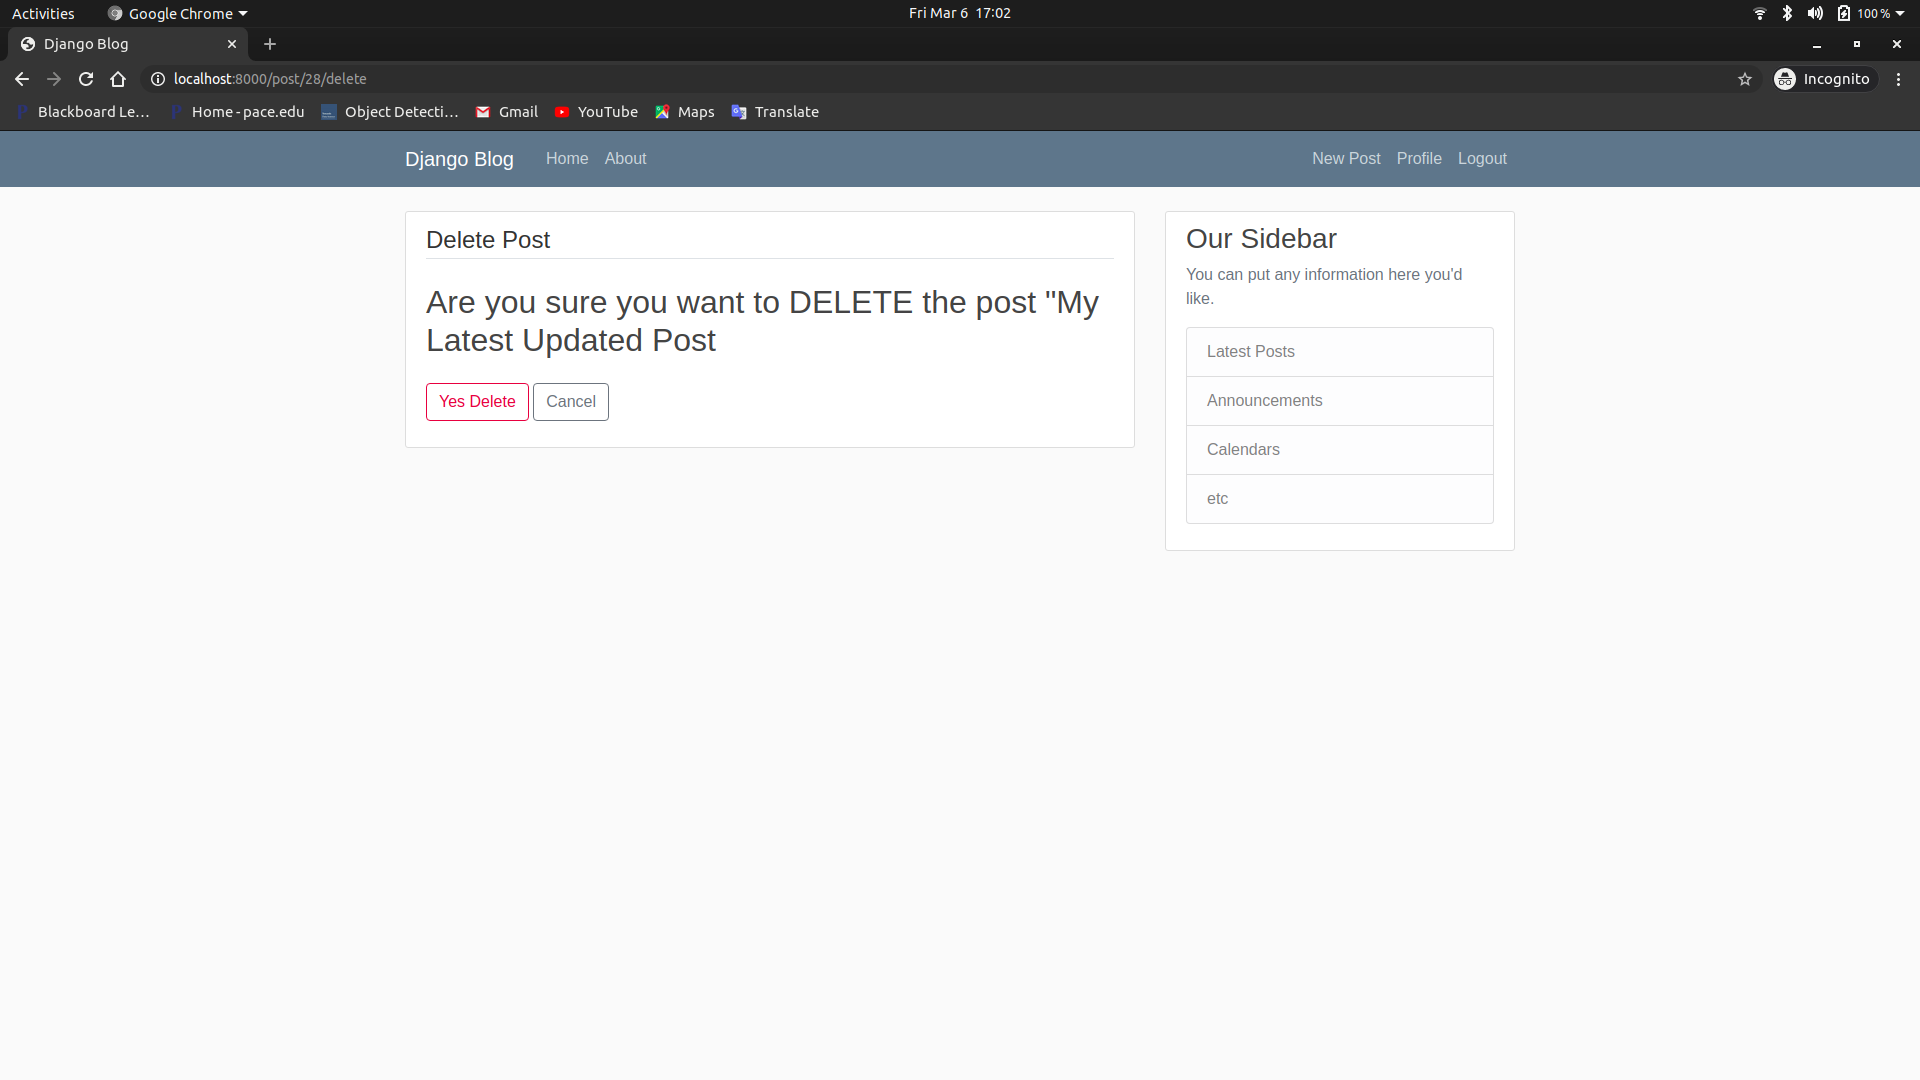 Activities
Google Chrome
Fri Mar 6 17:02
100 %
Django Blog
localhost:8000/post/28/delete
Incognito
Blackboard Le...
Home - pace.edu
Object Detecti...
Gmail
YouTube
Maps
Translate
Django Blog
Home
About
New Post
Profile
Logout
Delete Post
Are you sure you want to DELETE the post "My
Latest Updated Post
Yes Delete
Cancel
Our Sidebar
You can put any information here you'd
like.
Latest Posts
Announcements
Calendars
etc